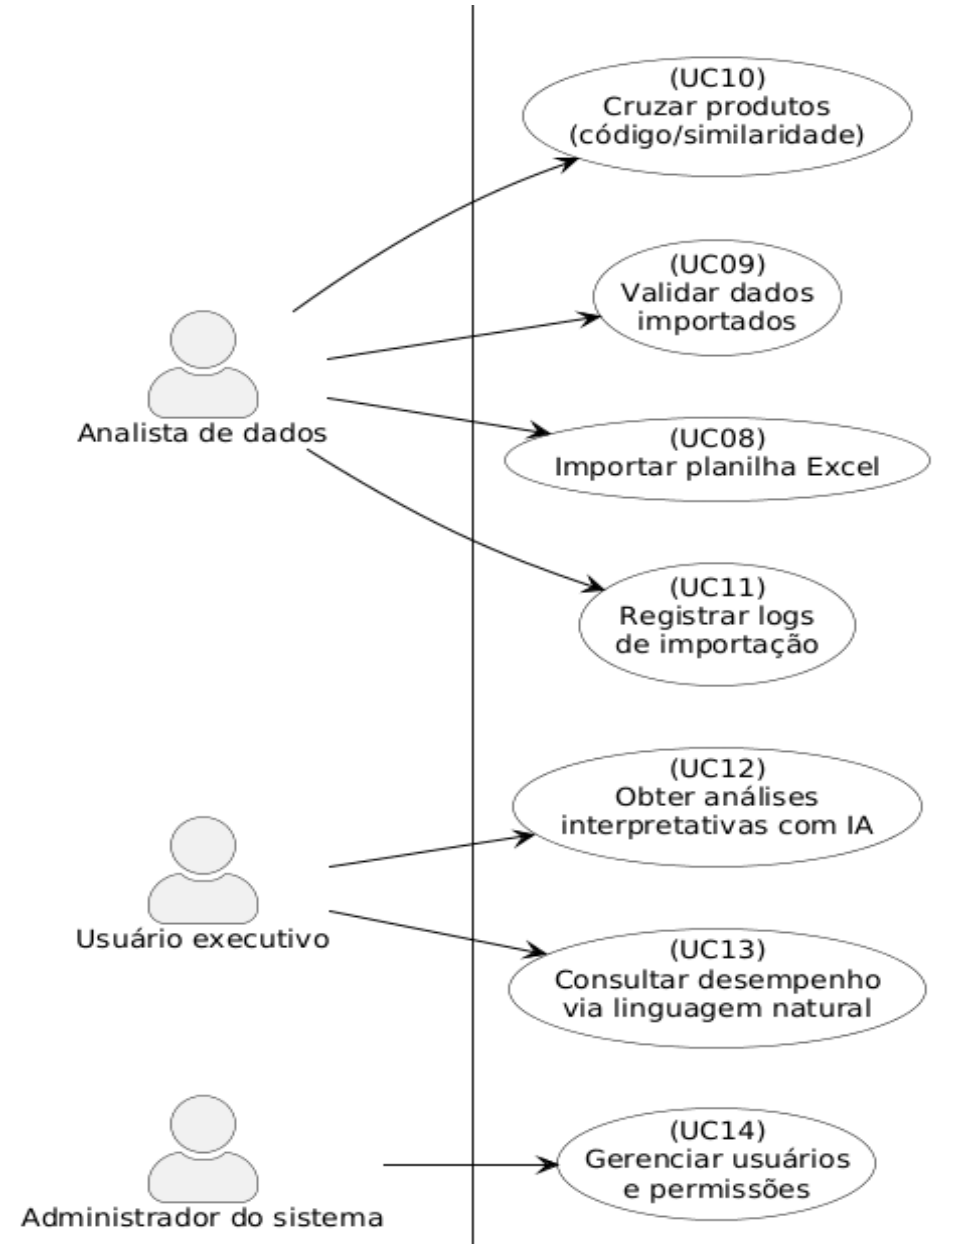 (UC10)
Cruzar produtos
(código/similaridade)
(UC09)
Validar dados
importados
Analista de dados
(UC08)
Importar planilha Excel
(UC11)
Registrar logs
de importação
(UC12)
Obter análises
interpretativas com IA
Usuário executivo
(UC13)
Consultar desempenho
via linguagem natural
(UC14)
Gerenciar usuários
e permissões
Administrador do sistema